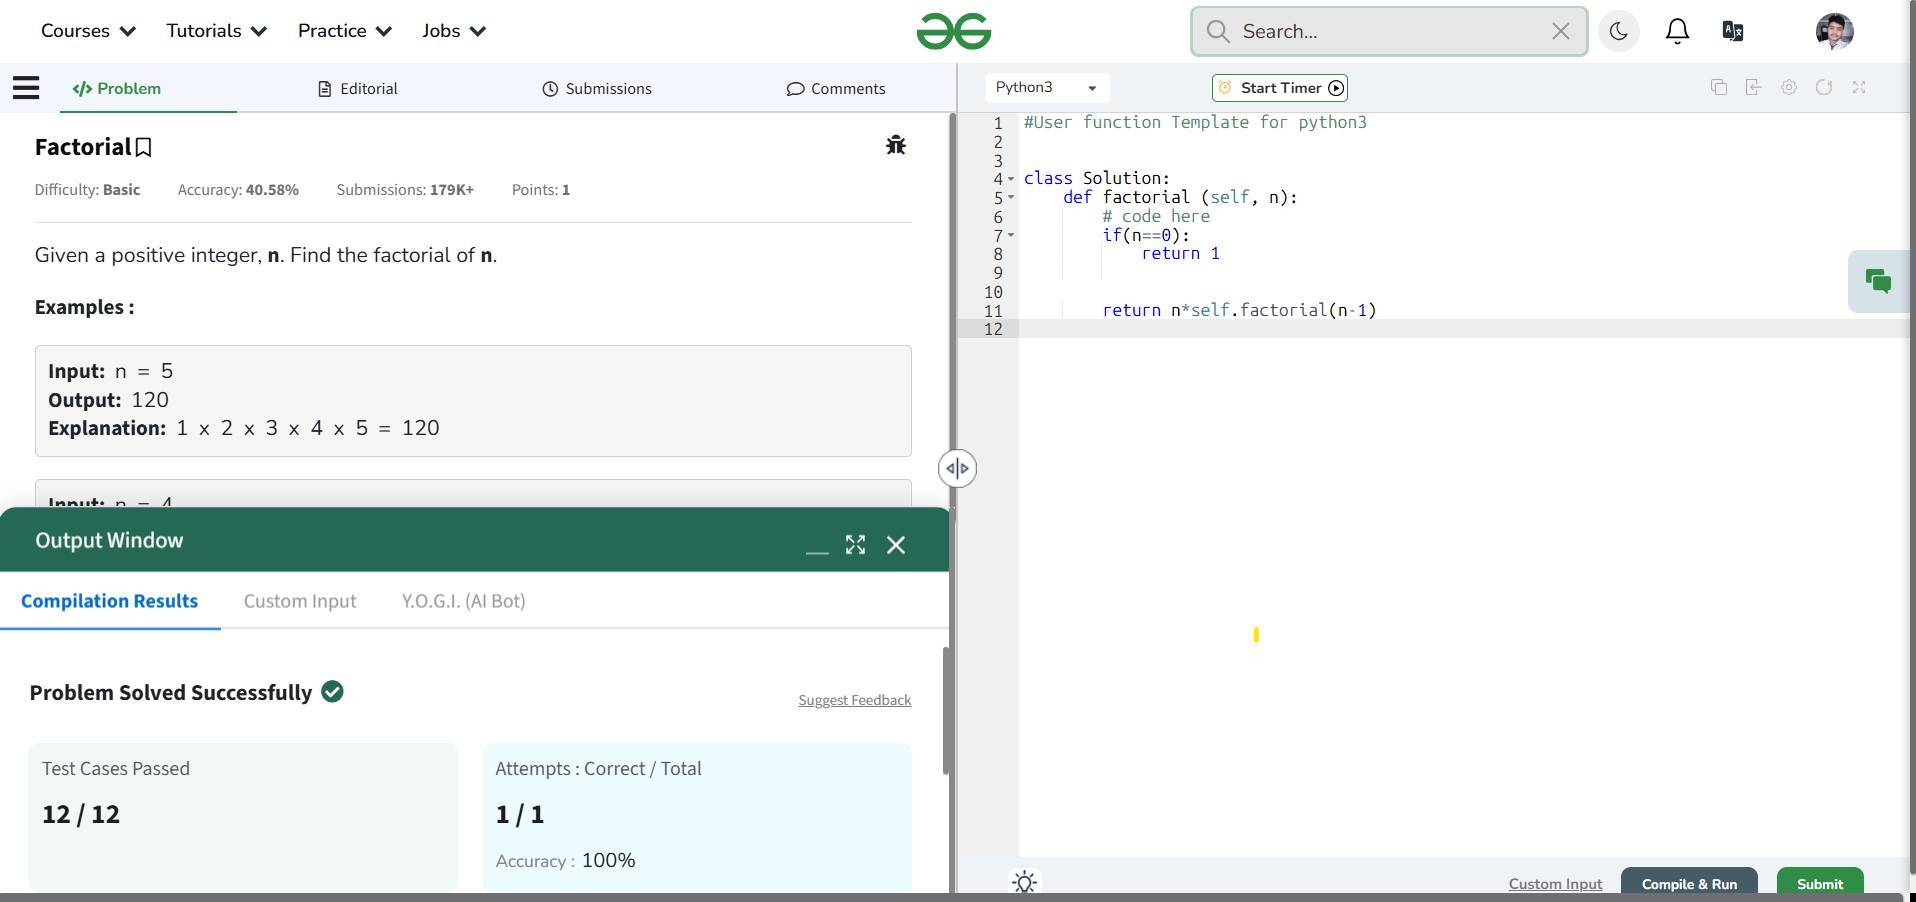 Courses Tutorials Practice Jobs
Search...
Problem Editorial Submissions Comments
Factorial
Difficulty: Basic Accuracy: 40.58% Submissions: 179K+ Points: 1
Given a positive integer, n. Find the factorial of n.
Examples :
Input: n = 5
Output: 120
Explanation: 1 x 2 x 3 x 4 x 5 = 120
Input: n = 4
Output Window
Compilation Results Custom Input Y.O.G.I. (AI Bot)
Problem Solved Successfully
Suggest Feedback
Test Cases Passed
12 / 12
Attempts : Correct / Total
1 / 1
Accuracy : 100%
Python3
Start Timer
1 #User function Template for python3
2
3
4 class Solution:
5 def factorial (self, n):
6 # code here
7 if(n==0):
8 return 1
9
10
11 return n*self.factorial(n-1)
12
Custom Input Compile & Run Submit